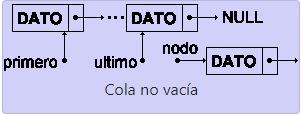 DATO DATO NULL
primero ultimo nodo
DATO
Cola no vacía